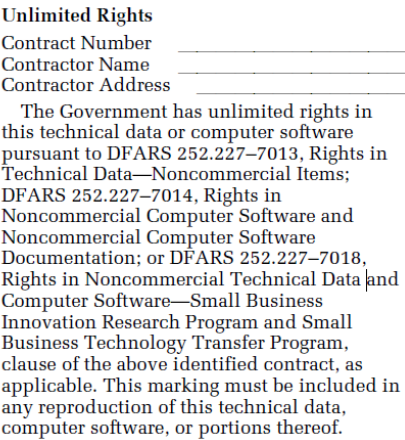 Unlimited Rights
Contract Number
Contractor Name
Contractor Address
The Government has unlimited rights in
this technical data or computer software
pursuant to DFARS 252.227–7013, Rights in
Technical Data—Noncommercial Items;
DFARS 252.227–7014, Rights in
Noncommercial Computer Software and
Noncommercial Computer Software
Documentation; or DFARS 252.227–7018,
Rights in Noncommercial Technical Data and
Computer Software—Small Business
Innovation Research Program and Small
Business Technology Transfer Program,
clause of the above identified contract, as
applicable. This marking must be included in
any reproduction of this technical data,
computer software, or portions thereof.